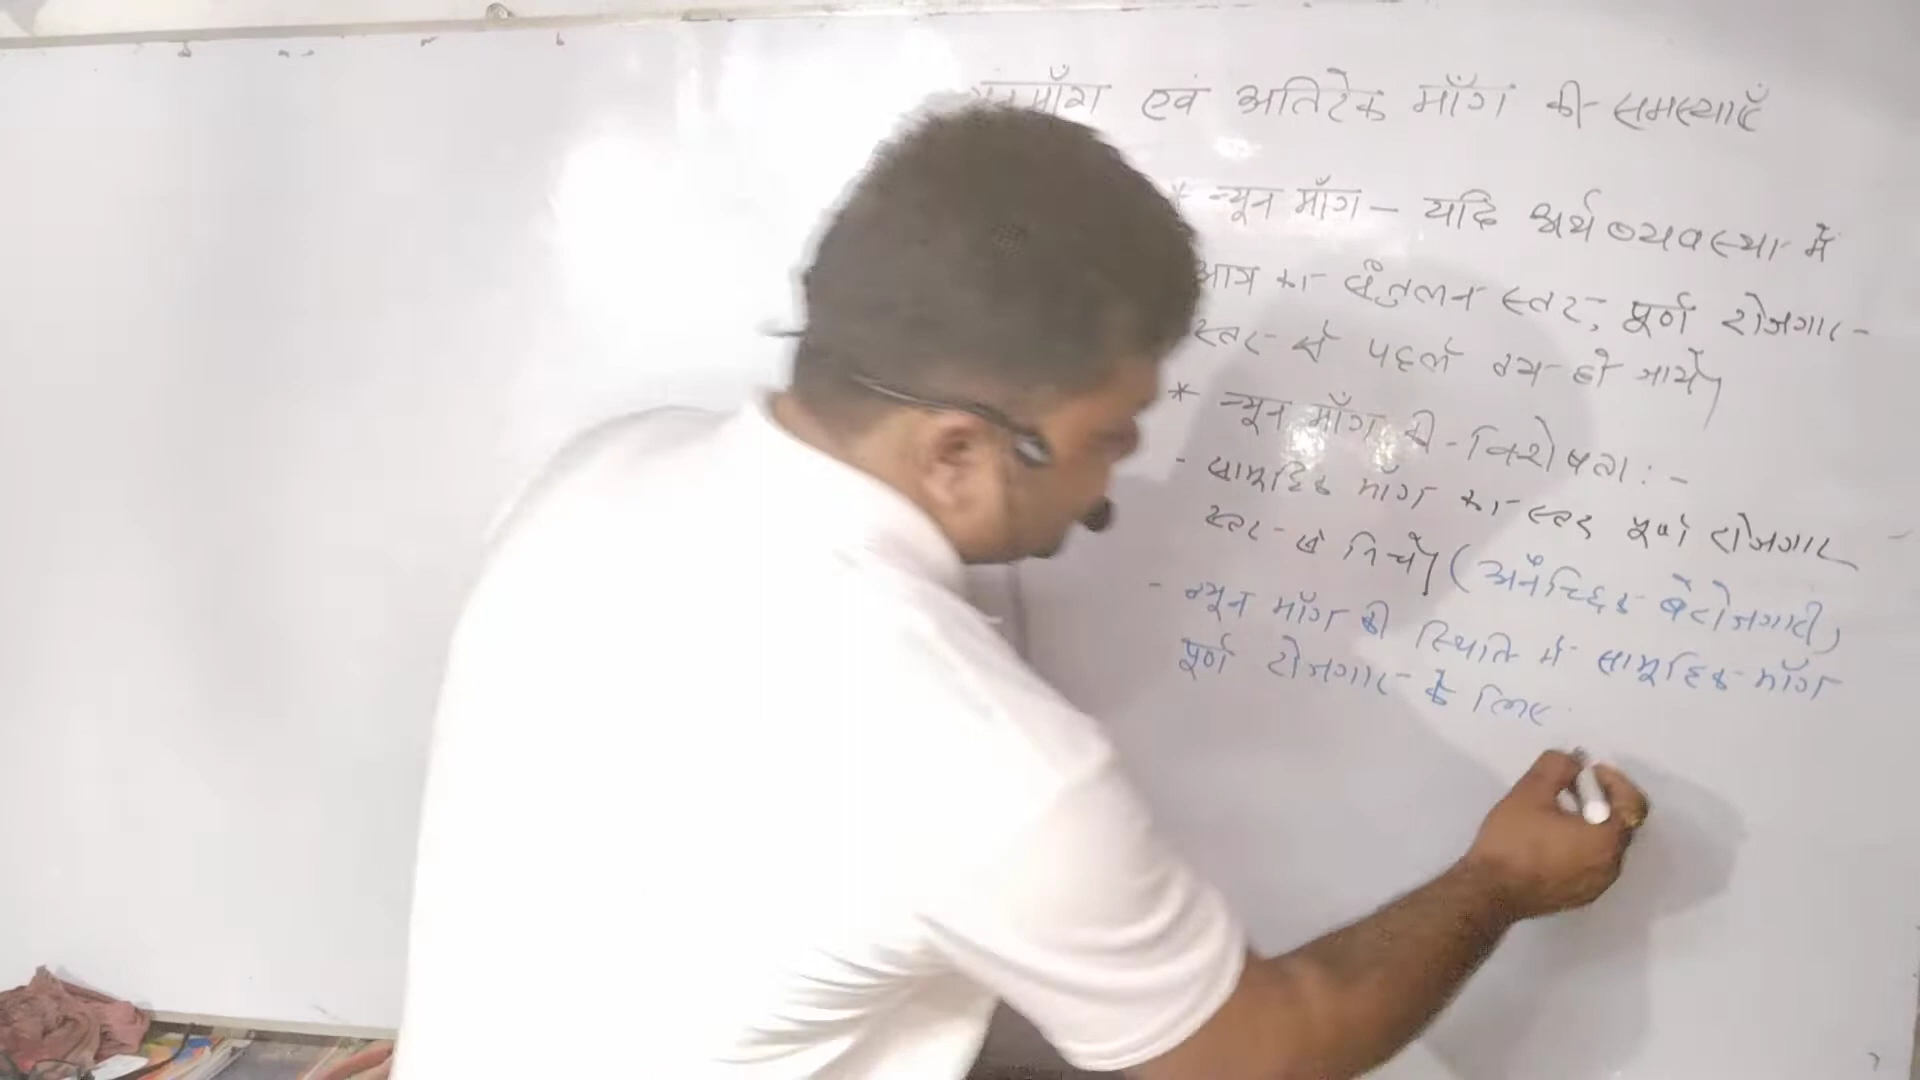 न्यून माँग एवं अतिरेक माँग की समस्याएँ
* न्यून माँग – यदि अर्थव्यवस्था में
आय का संतुलन स्तर, पूर्ण रोजगार
स्तर से पहले तय हो जाये।
* न्यून माँग की विशेषता :-
- सामूहिक माँग का स्तर पूर्ण रोजगार
स्तर से निचे। (अनैच्छिक बेरोजगारी)
- न्यून माँग की स्थिति में सामूहिक माँग
पूर्ण रोजगार के लिए